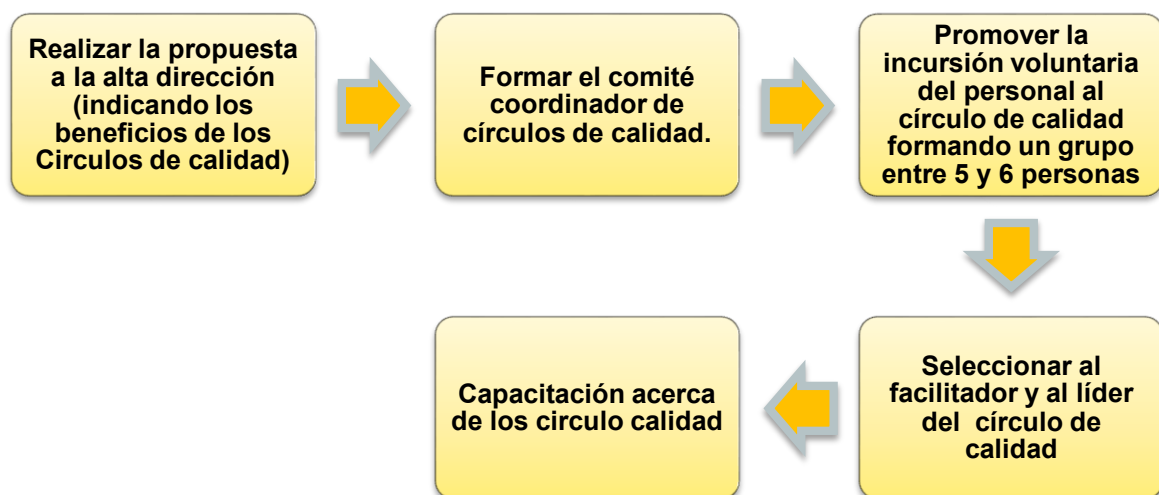 Realizar la propuesta
a la alta dirección
(indicando los
beneficios de los
Circulos de calidad)
Formar el comité
coordinador de
círculos de calidad.
Promover la
incursión voluntaria
del personal al
círculo de calidad
formando un grupo
entre 5 y 6 personas
Seleccionar al
facilitador y al líder
del círculo de
calidad
Capacitación acerca
de los circulo calidad